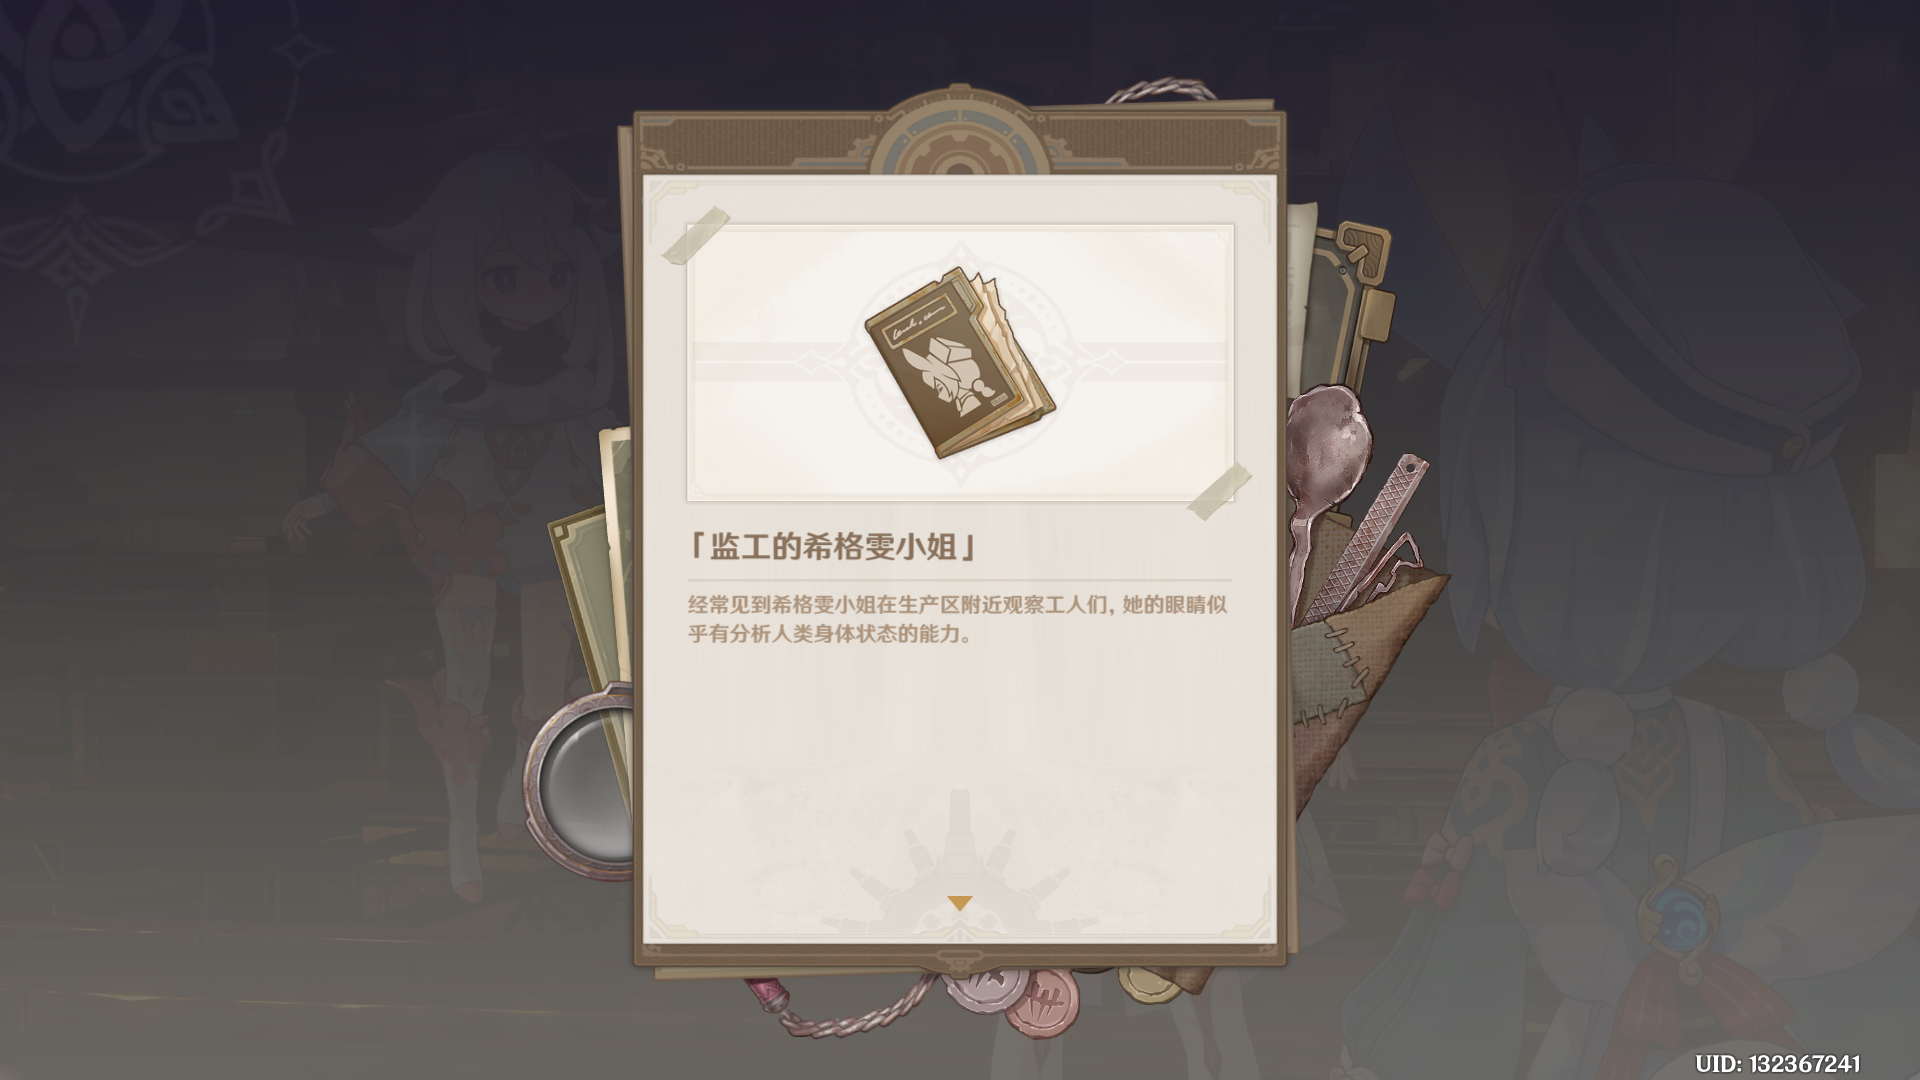 「监工的希格雯小姐」
经常见到希格雯小姐在生产区附近观察工人们，她的眼睛似
乎有分析人类身体状态的能力。
UID: 132367241